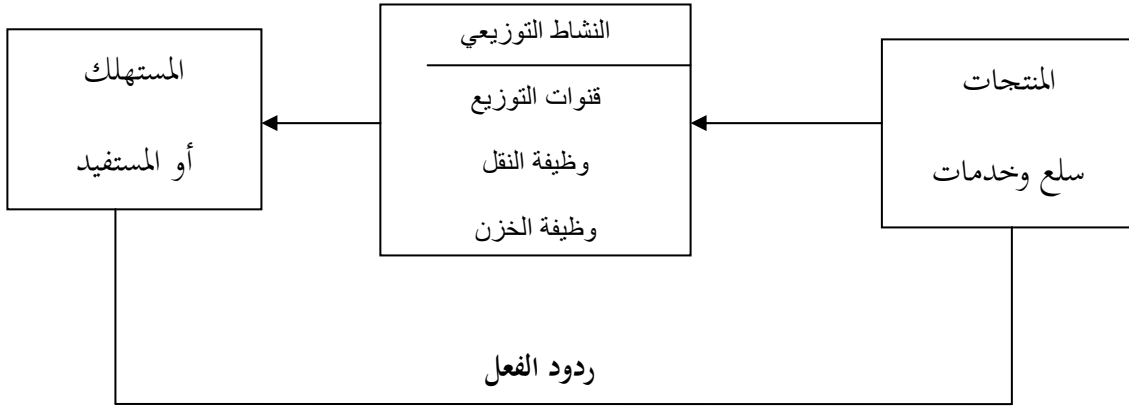 المنتجات
سلع وخدمات
النشاط التوزيعي
قنوات التوزيع
وظيفة النقل
وظيفة الخزن
المستهلك
أو المستفيد
ردود الفعل